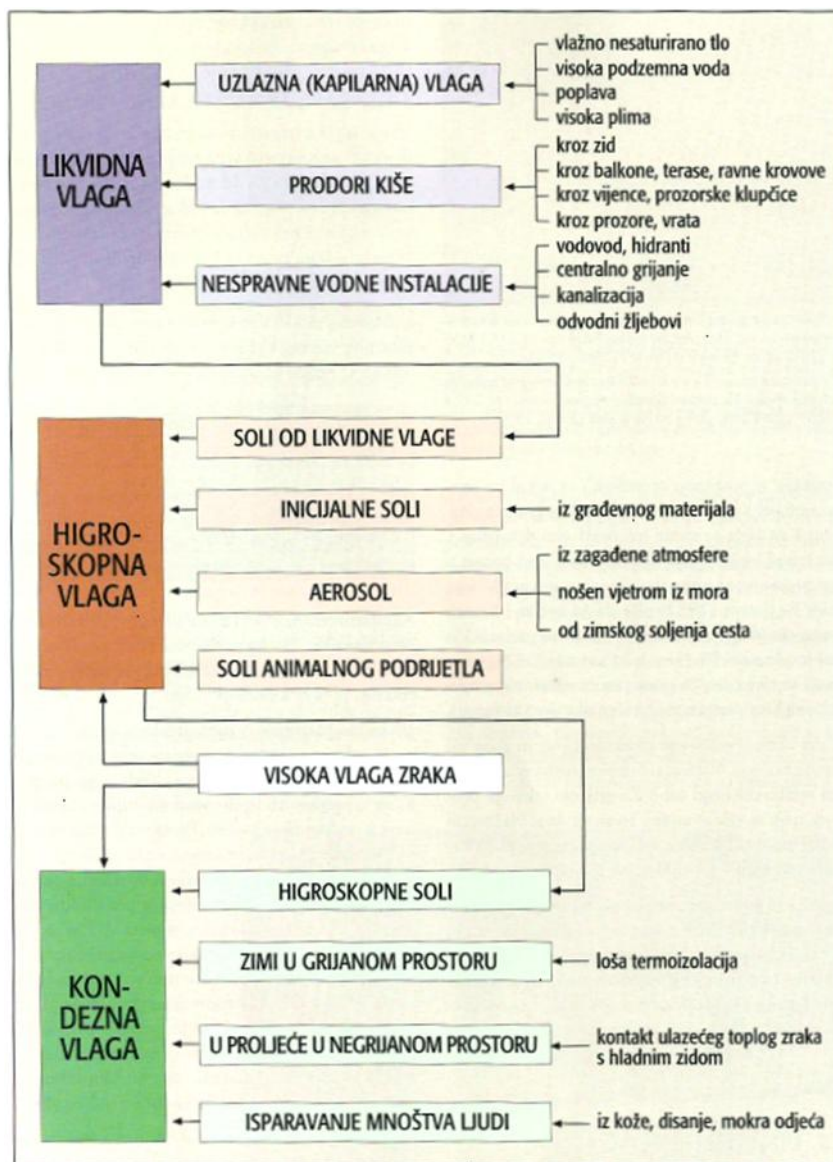 LIKVIDNA
VLAGA
UZLAZNA (KAPILARNA) VLAGA
vlažno nesaturirano tlo
visoka podzemna voda
poplava
visoka plima
PRODORI KIŠE
kroz zid
kroz balkone, terase, ravne krovove
kroz vijence, prozorske klupčice
kroz prozore, vrata
NEISPRAVNE VODNE INSTALACIJE
vodovod, hidranti
centralno grijanje
kanalizacija
odvodni žljebovi
HIGRO-
SKOPNA
VLAGA
SOLI OD LIKVIDNE VLAGE
INICIJALNE SOLI
iz građevnog materijala
AEROSOL
iz zagađene atmosfere
nošen vjetrom iz mora
od zimskog soljenja cesta
SOLI ANIMALNOG PODRIJETLA
VISOKA VLAGA ZRAKA
KON-
DEZNA
VLAGA
HIGROSKOPNE SOLI
ZIMI U GRIJANOM PROSTORU
loša termoizolacija
U PROLJEĆE U NEGRIJANOM PROSTORU
kontakt ulazećeg toplog zraka
s hladnim zidom
ISPARAVANJE MNOŠTVA LJUDI
iz kože, disanje, mokra odjeća